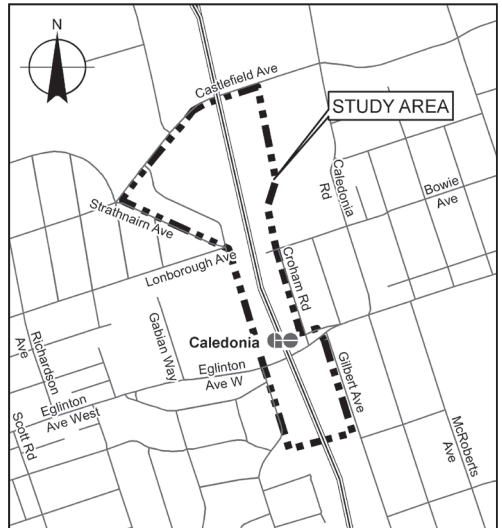 N
Castlefield Ave
STUDY AREA
Caledonia
Rd
Bowie
Ave
Strathnairn Ave
Lonborough Ave
Croham Rd
Caledonia
Gabian Way
Eglinton
Ave W
Richardson
Ave
Eglinton
Ave West
Scott Rd
Gilbert Ave
McRoberts
Ave